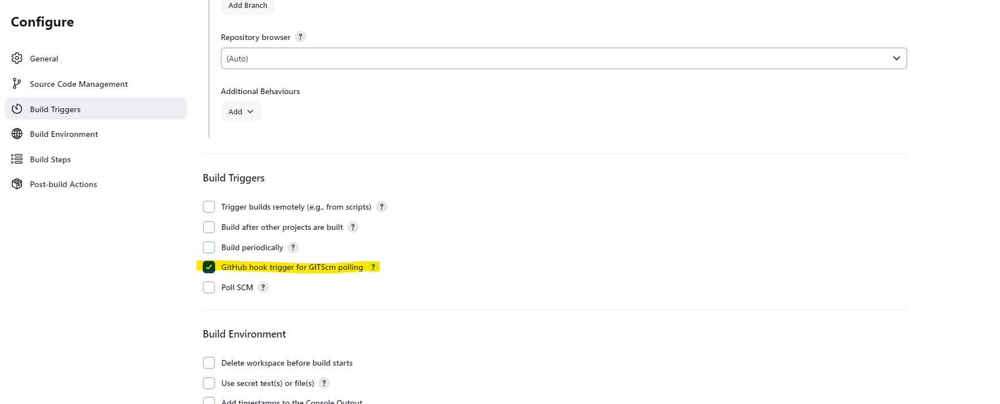 Configure
General
Source Code Management
Build Triggers
Build Environment
Build Steps
Post-build Actions
Add Branch
Repository browser ?
(Auto)
Additional Behaviours
Add
Build Triggers
Trigger builds remotely (e.g., from scripts) ?
Build after other projects are built ?
Build periodically ?
GitHub hook trigger for GITScm polling ?
Poll SCM ?
Build Environment
Delete workspace before build starts
Use secret text(s) or file(s) ?
Add timestamps to the Console Output